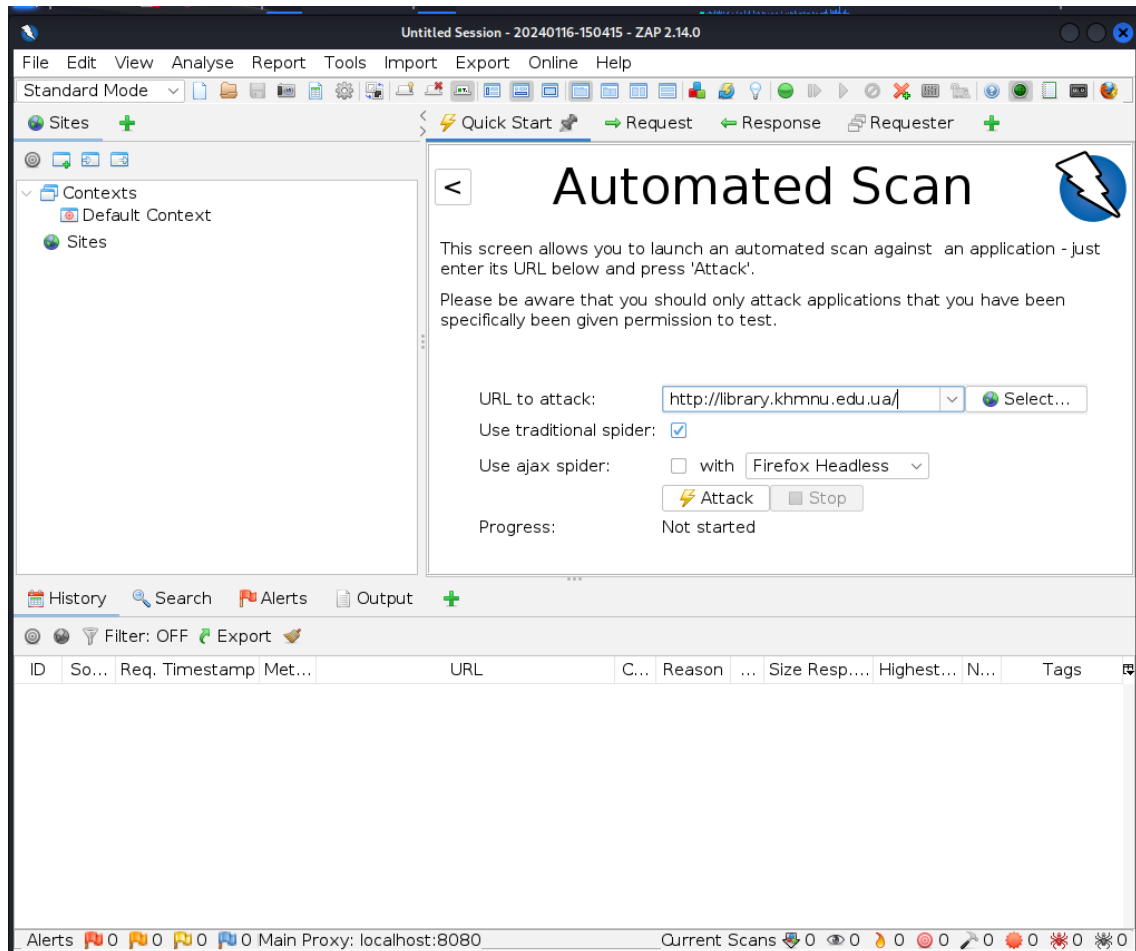 Untitled Session - 20240116-150415 - ZAP 2.14.0
File Edit View Analyse Report Tools Import Export Online Help
Standard Mode
Sites
Quick Start Request Response Requester
Contexts
Default Context
Sites
<
Automated Scan
This screen allows you to launch an automated scan against an application - just
enter its URL below and press 'Attack'.
Please be aware that you should only attack applications that you have been
specifically been given permission to test.
URL to attack: http://library.khmnu.edu.ua/ Select...
Use traditional spider:
Use ajax spider: with Firefox Headless
Attack Stop
Progress: Not started
History Search Alerts Output
Filter: OFF Export
ID So... Req. Timestamp Met... URL C... Reason ... Size Resp.... Highest... N... Tags
Alerts 0 0 0 0 Main Proxy: localhost:8080 Current Scans 0 0 0 0 0 0 0 0